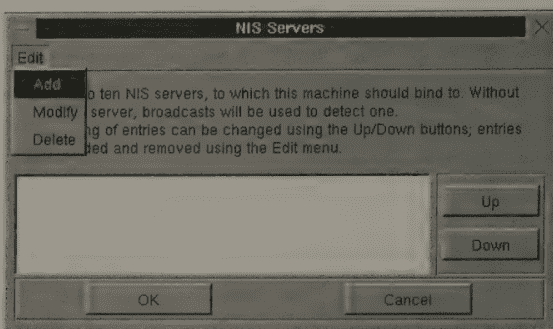 NIS Servers
Edit
Add
Modify
Delete
o ten NIS servers, to which this machine should bind to. Without
server, broadcasts will be used to detect one.
ng of entries can be changed using the Up/Down buttons; entries
ded and removed using the Edit menu.
Up
Down
OK
Cancel